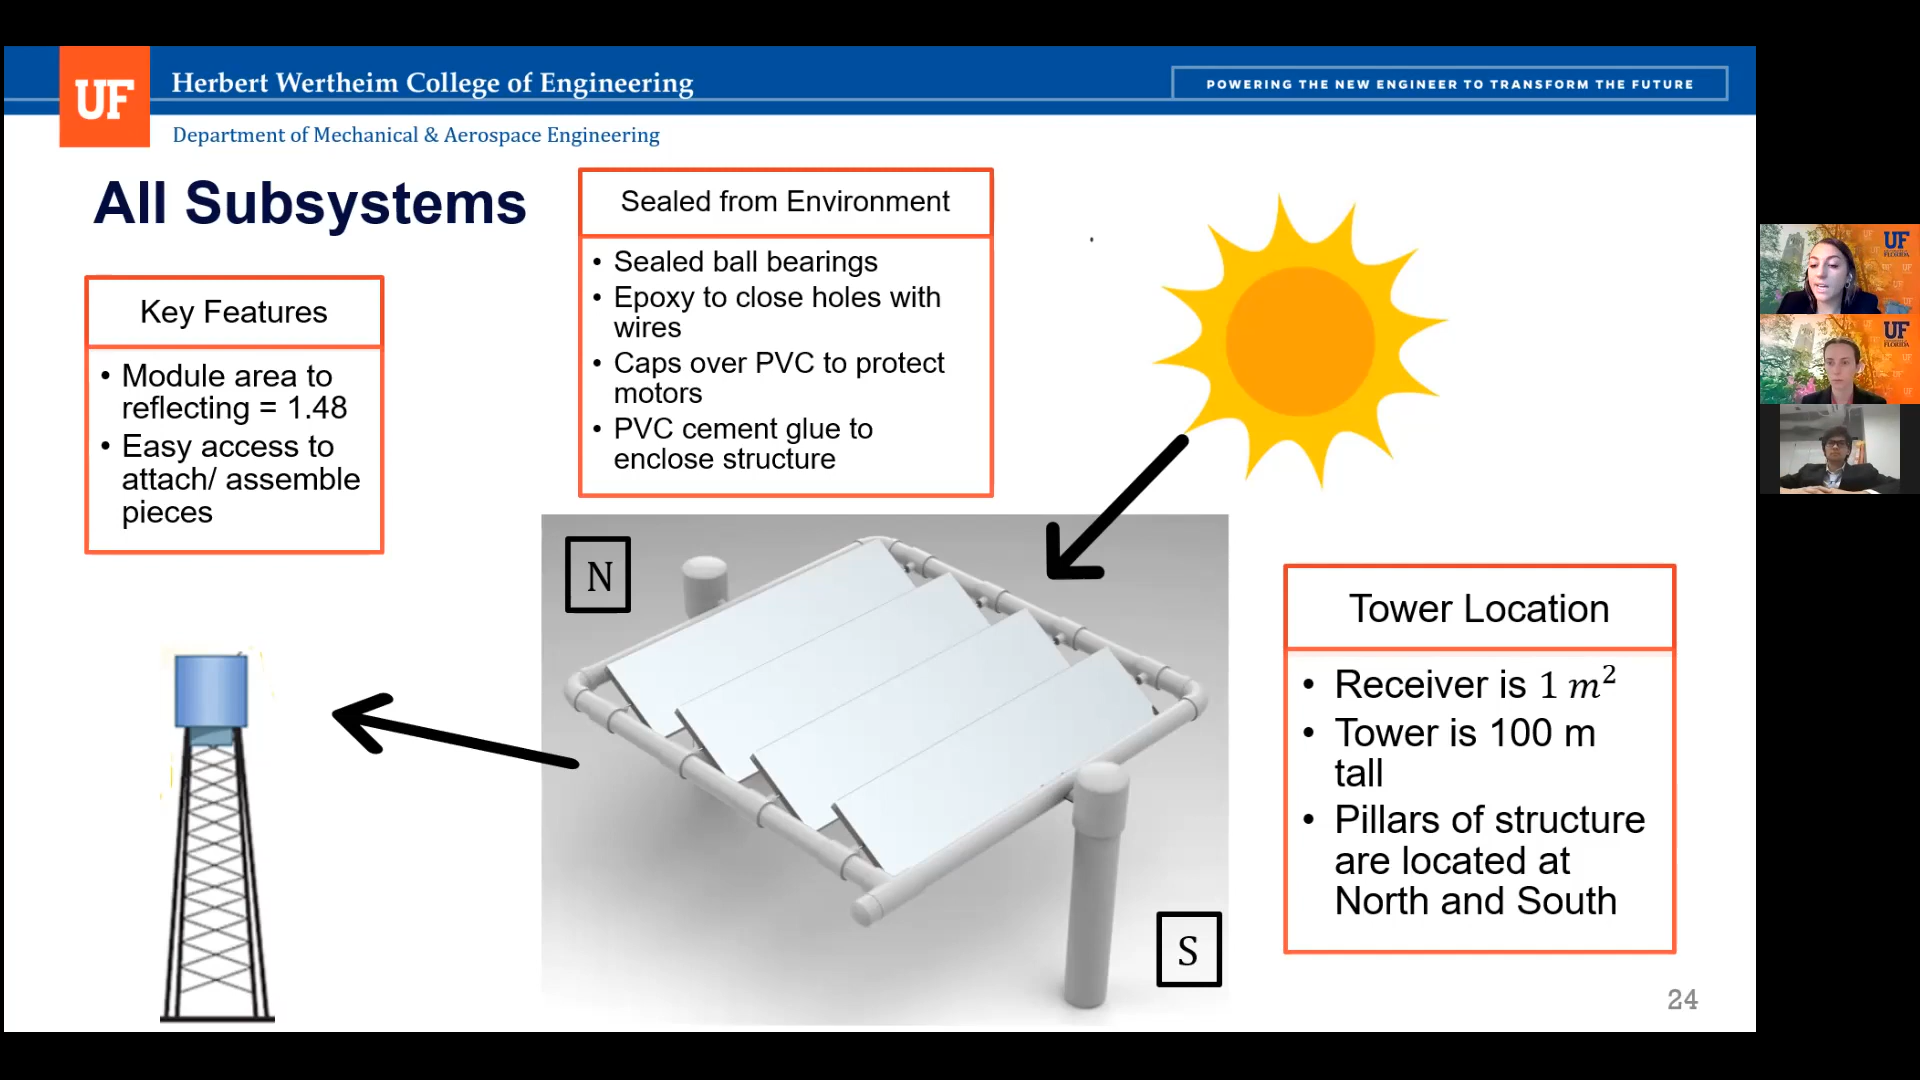 UF
Herbert Wertheim College of Engineering
POWERING THE NEW ENGINEER TO TRANSFORM THE FUTURE
Department of Mechanical & Aerospace Engineering
All Subsystems
Key Features
• Module area to
reflecting = 1.48
• Easy access to
attach/ assemble
pieces
Sealed from Environment
• Sealed ball bearings
• Epoxy to close holes with
wires
• Caps over PVC to protect
motors
• PVC cement glue to
enclose structure
N
S
Tower Location
• Receiver is 1 m²
• Tower is 100 m
tall
• Pillars of structure
are located at
North and South
24
UF
FLORIDA
UF
FLORIDA